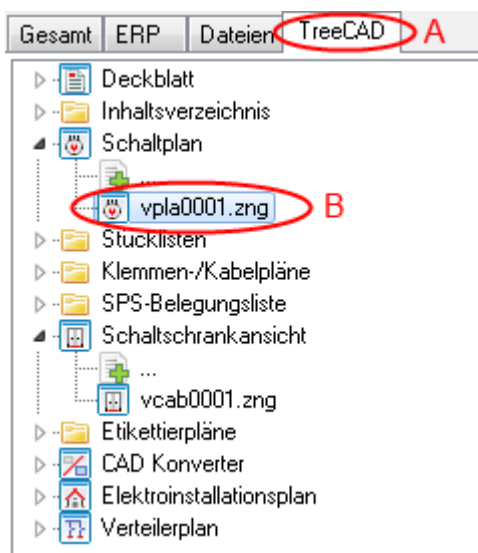 Gesamt ERP Dateien TreeCAD A
Deckblatt
Inhaltsverzeichnis
Schaltplan
...
vpla0001.zng B
Stücklisten
Klemmen-/Kabelpläne
SPS-Belegungsliste
Schaltschrankansicht
...
vcab0001.zng
Etikettierpläne
CAD Konverter
Elektroinstallationsplan
Verteilerplan